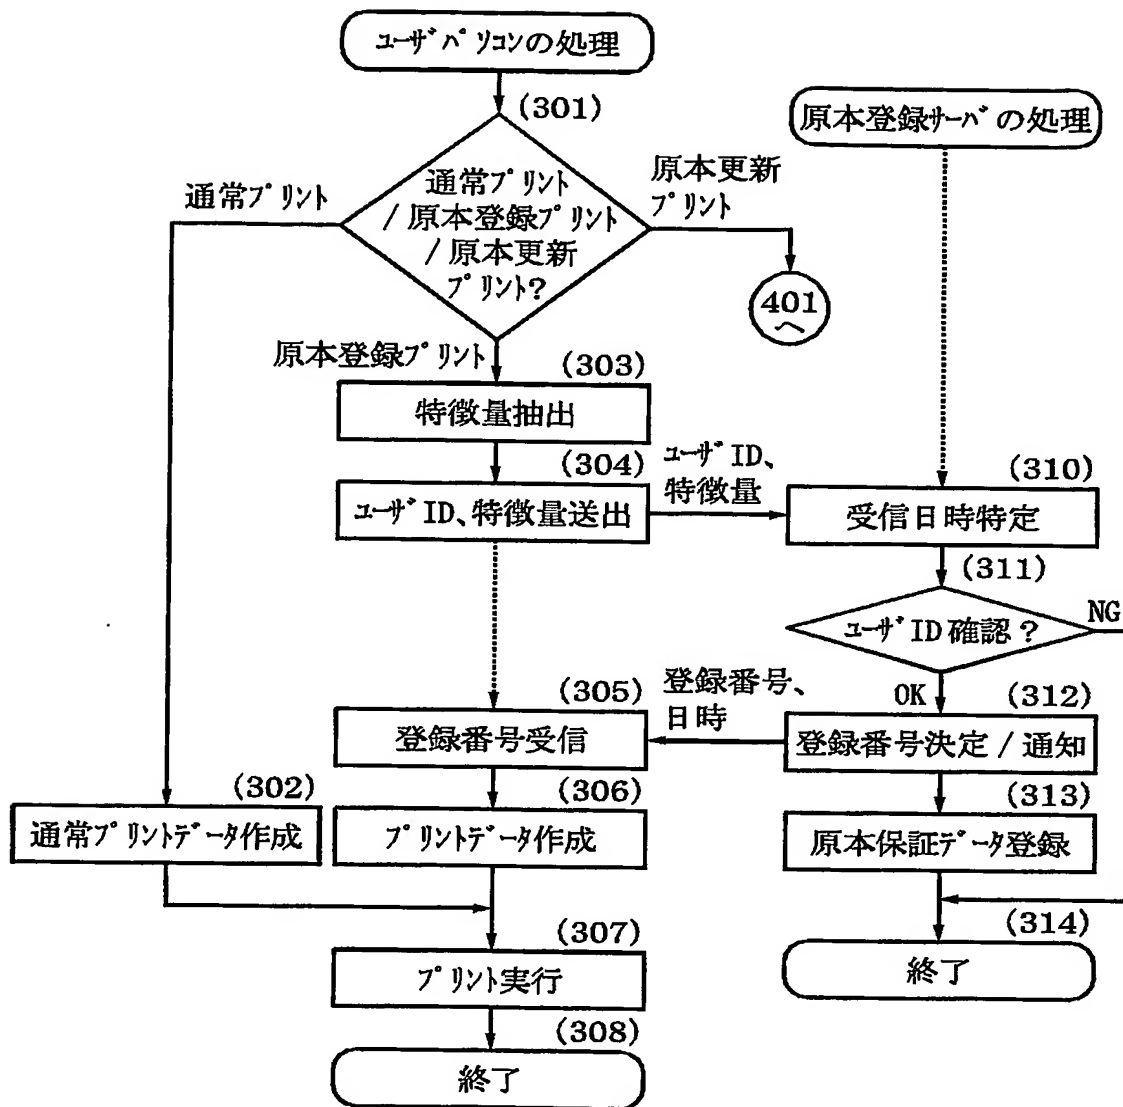 ユーザパソコンの処理
(301)
通常プリント
/原本登録プリント
/原本更新
プリント?
通常プリント
原本更新
プリント
401
へ
原本登録プリント
(303)
特徴量抽出
(304)
ユーザID、特徴量送出
ユーザID、
特徴量
(305)
登録番号受信
(306)
プリントデータ作成
(302)
通常プリントデータ作成
(307)
プリント実行
(308)
終了
原本登録サーバの処理
(310)
受信日時特定
(311)
ユーザID確認?
NG
OK
登録番号、
日時
(312)
登録番号決定/通知
(313)
原本保証データ登録
(314)
終了